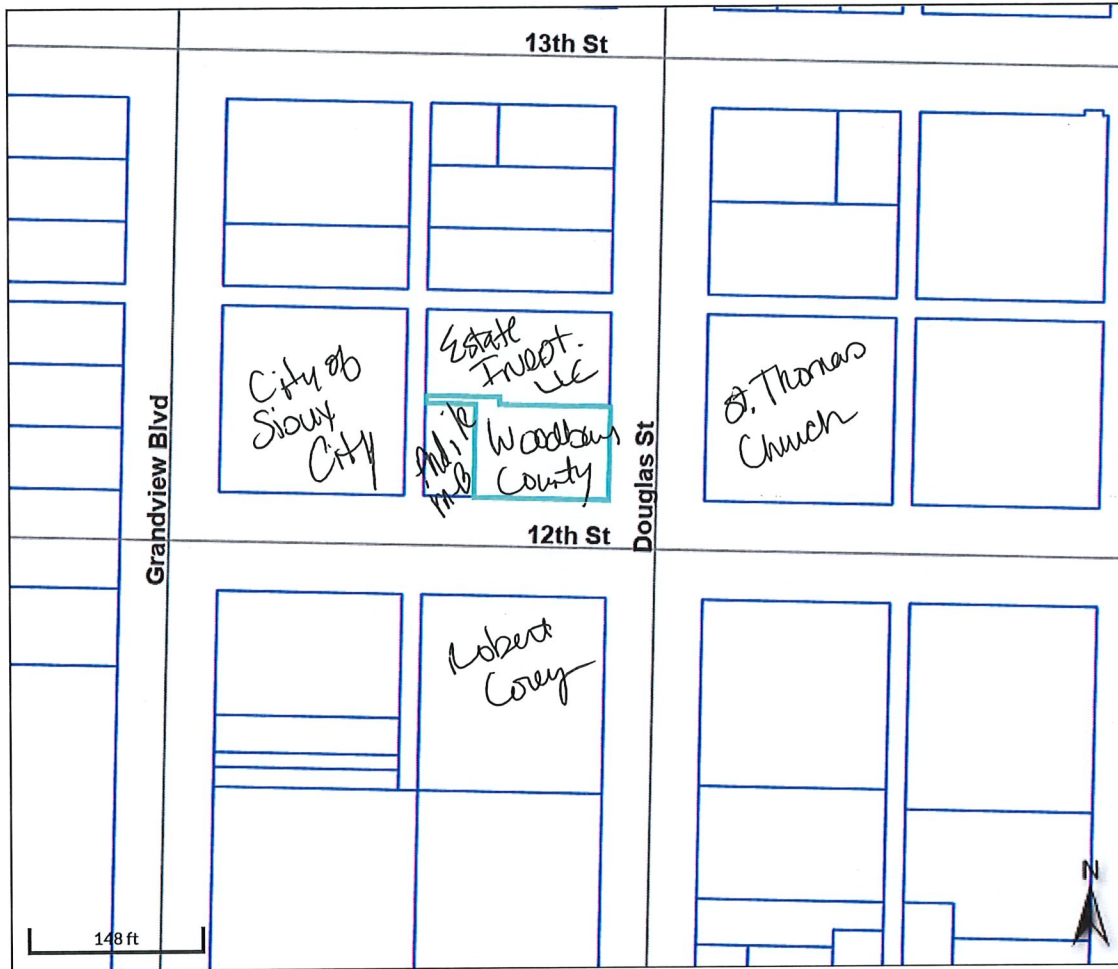 13th St
City of
Sioux
City
Estate
Invest.
LLC
St. Thomas
Church
Woodbury
County
Grandview Blvd
Douglas St
12th St
Robert
Corey
N
148 ft